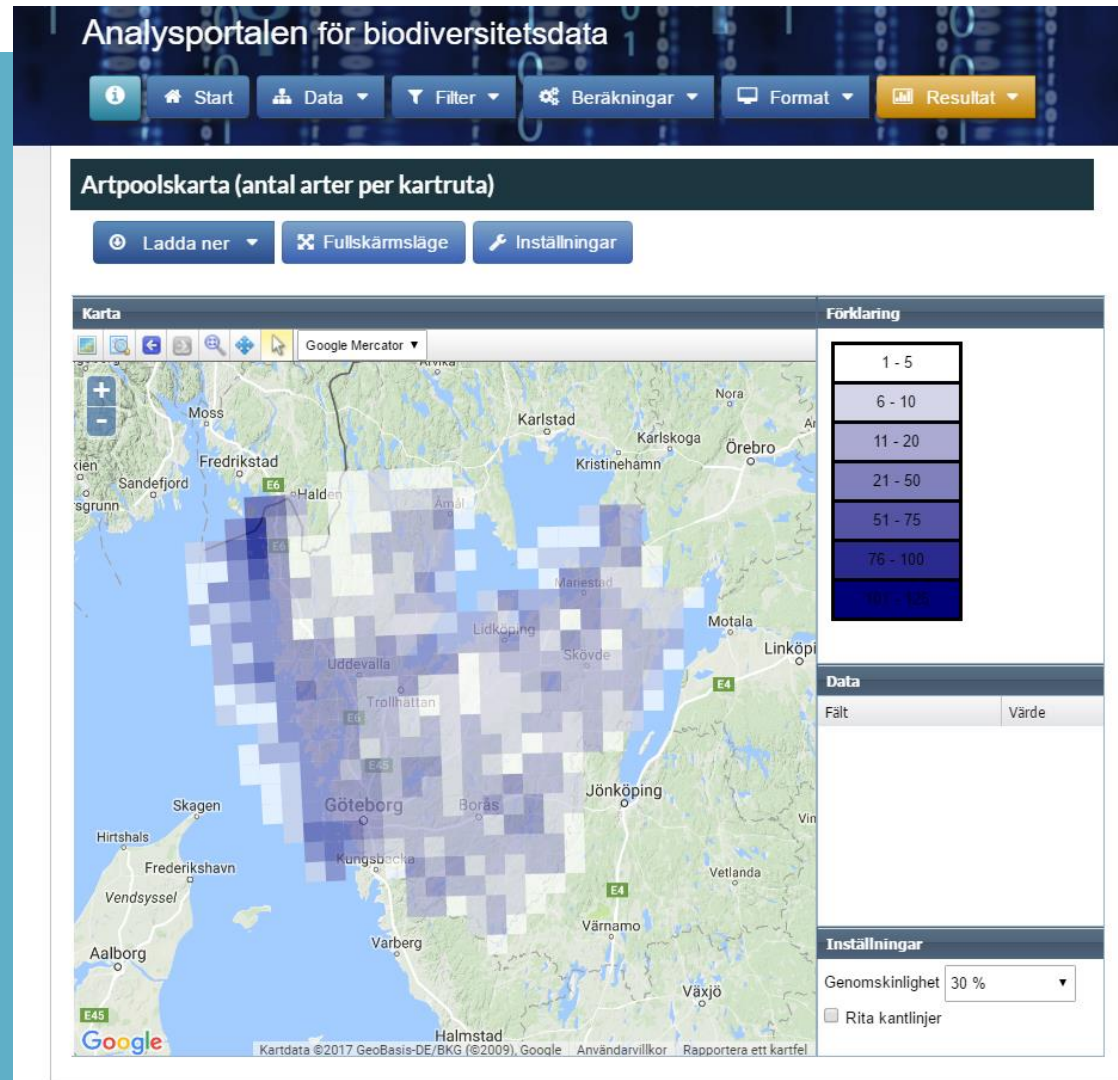 Analysportalen för biodiversitetsdata
Start Data Filter Beräkningar Format Resultat
Artpoolskarta (antal arter per kartruta)
Ladda ner Fullskärmsläge Inställningar
Karta
Google Mercator
Förklaring
1 - 5
6 - 10
11 - 20
21 - 50
51 - 75
76 - 100
101 - 125
Data
Fält Värde
Inställningar
Genomskinlighet 30 %
Rita kantlinjer
Moss
Karlstad
Nora
Karlskoga
Örebro
Kristinehamn
Fredrikstad
Sandefjord
E6
Halden
Åmål
E6
Mariestad
Lidköping
Motala
Skövde
Linköpi
Uddevalla
E4
Trollhättan
E6
E45
Jönköping
Skagen
Göteborg
Borås
Hirtshals
Kungsbacka
Frederikshavn
Vetlanda
Vendsyssel
E4
Värnamo
Varberg
Aalborg
Växjö
E45
Halmstad
Google
Kartdata ©2017 GeoBasis-DE/BKG (©2009), Google Användarvillkor Rapportera ett kartfel